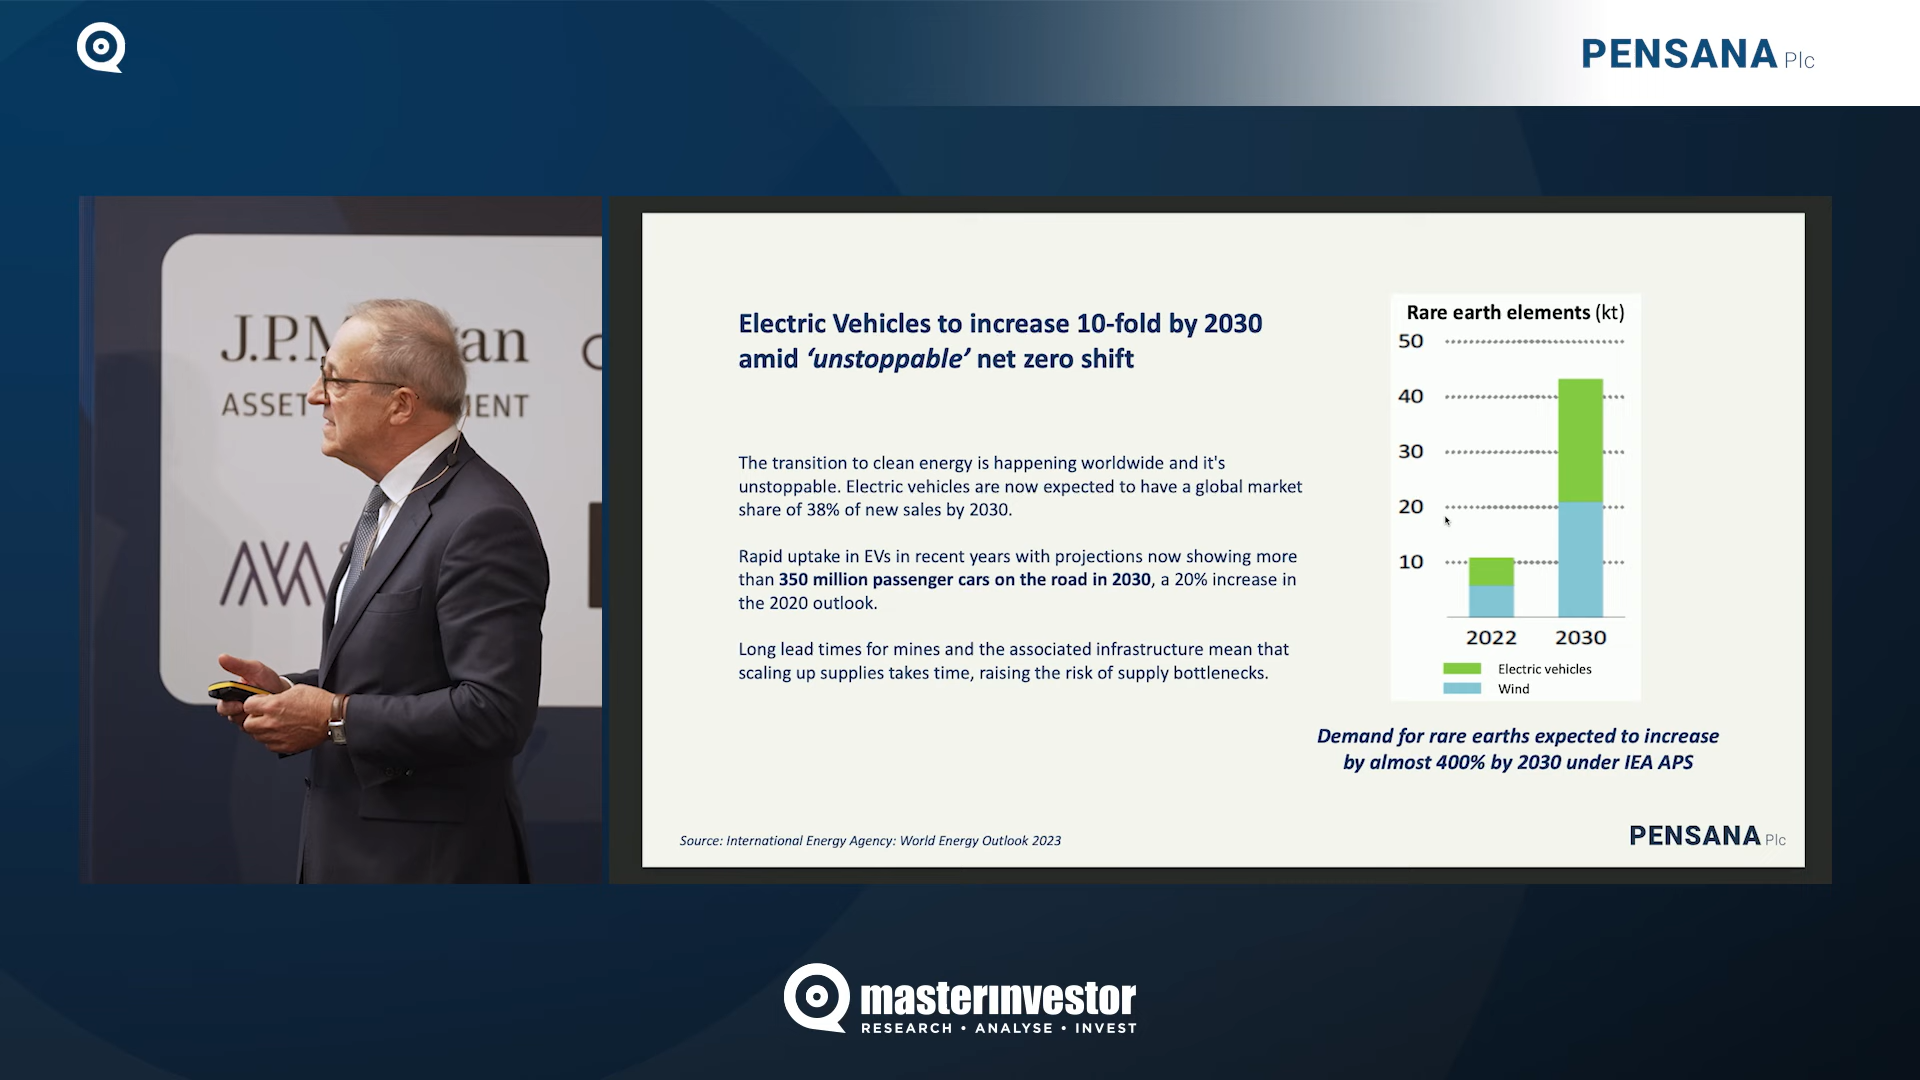 PENSANA Plc
J.P.M an
ASSET MENT
Electric Vehicles to increase 10-fold by 2030
amid ‘unstoppable’ net zero shift
The transition to clean energy is happening worldwide and it's
unstoppable. Electric vehicles are now expected to have a global market
share of 38% of new sales by 2030.
Rapid uptake in EVs in recent years with projections now showing more
than 350 million passenger cars on the road in 2030, a 20% increase in
the 2020 outlook.
Long lead times for mines and the associated infrastructure mean that
scaling up supplies takes time, raising the risk of supply bottlenecks.
Source: International Energy Agency: World Energy Outlook 2023
Rare earth elements (kt)
50
40
30
20
10
2022 2030
Electric vehicles
Wind
Demand for rare earths expected to increase
by almost 400% by 2030 under IEA APS
PENSANA Plc
masterinvestor
RESEARCH • ANALYSE • INVEST